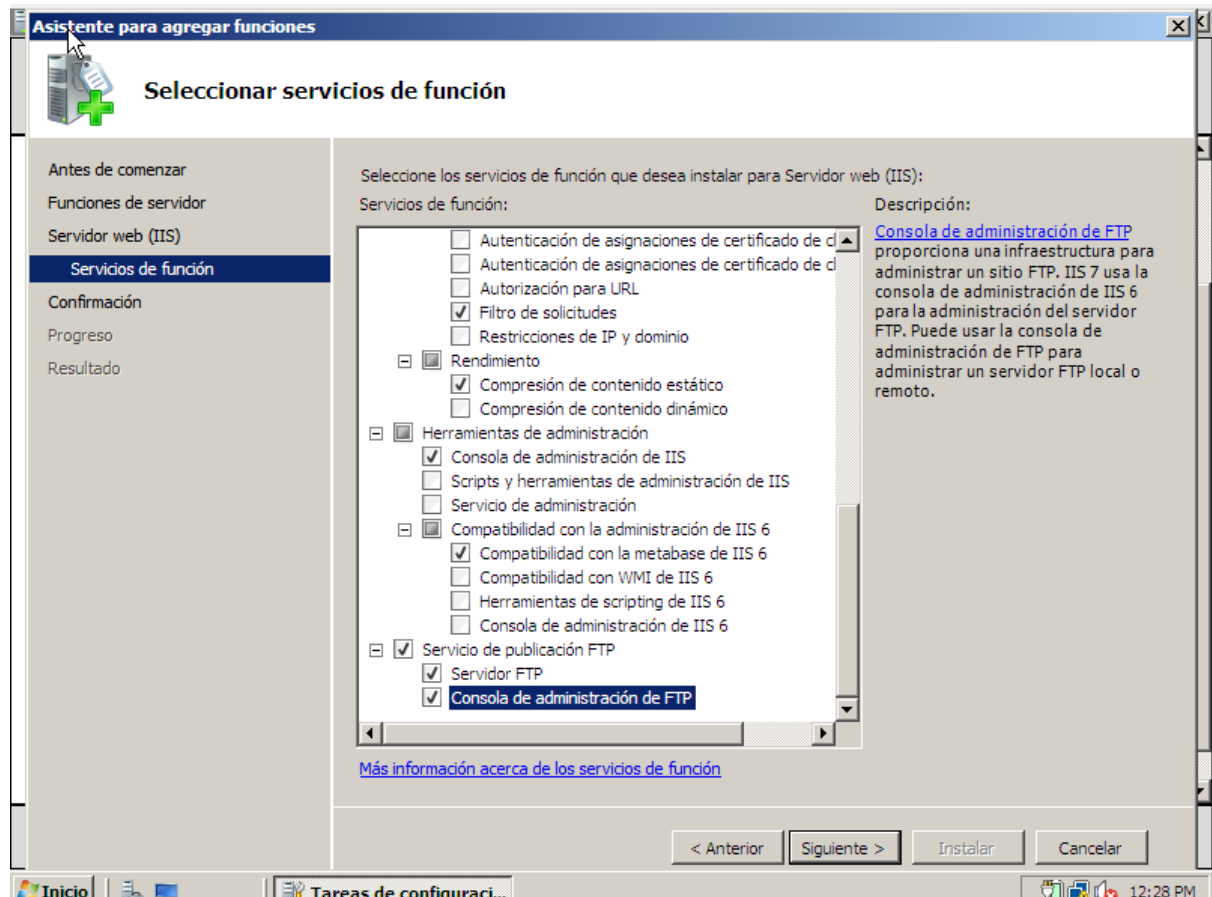 Asistente para agregar funciones
Seleccionar servicios de función
Antes de comenzar
Funciones de servidor
Servidor web (IIS)
Servicios de función
Confirmación
Progreso
Resultado
Seleccione los servicios de función que desea instalar para Servidor web (IIS):
Servicios de función:
Autenticación de asignaciones de certificado de cl
Autenticación de asignaciones de certificado de cl
Autorización para URL
Filtro de solicitudes
Restricciones de IP y dominio
Rendimiento
Compresión de contenido estático
Compresión de contenido dinámico
Herramientas de administración
Consola de administración de IIS
Scripts y herramientas de administración de IIS
Servicio de administración
Compatibilidad con la administración de IIS 6
Compatibilidad con la metabase de IIS 6
Compatibilidad con WMI de IIS 6
Herramientas de scripting de IIS 6
Consola de administración de IIS 6
Servicio de publicación FTP
Servidor FTP
Consola de administración de FTP
Más información acerca de los servicios de función
Descripción:
Consola de administración de FTP
proporciona una infraestructura para
administrar un sitio FTP. IIS 7 usa la
consola de administración de IIS 6
para la administración del servidor
FTP. Puede usar la consola de
administración de FTP para
administrar un servidor FTP local o
remoto.
< Anterior
Siguiente >
Instalar
Cancelar
Inicio
Tareas de configuraci...
12:28 PM